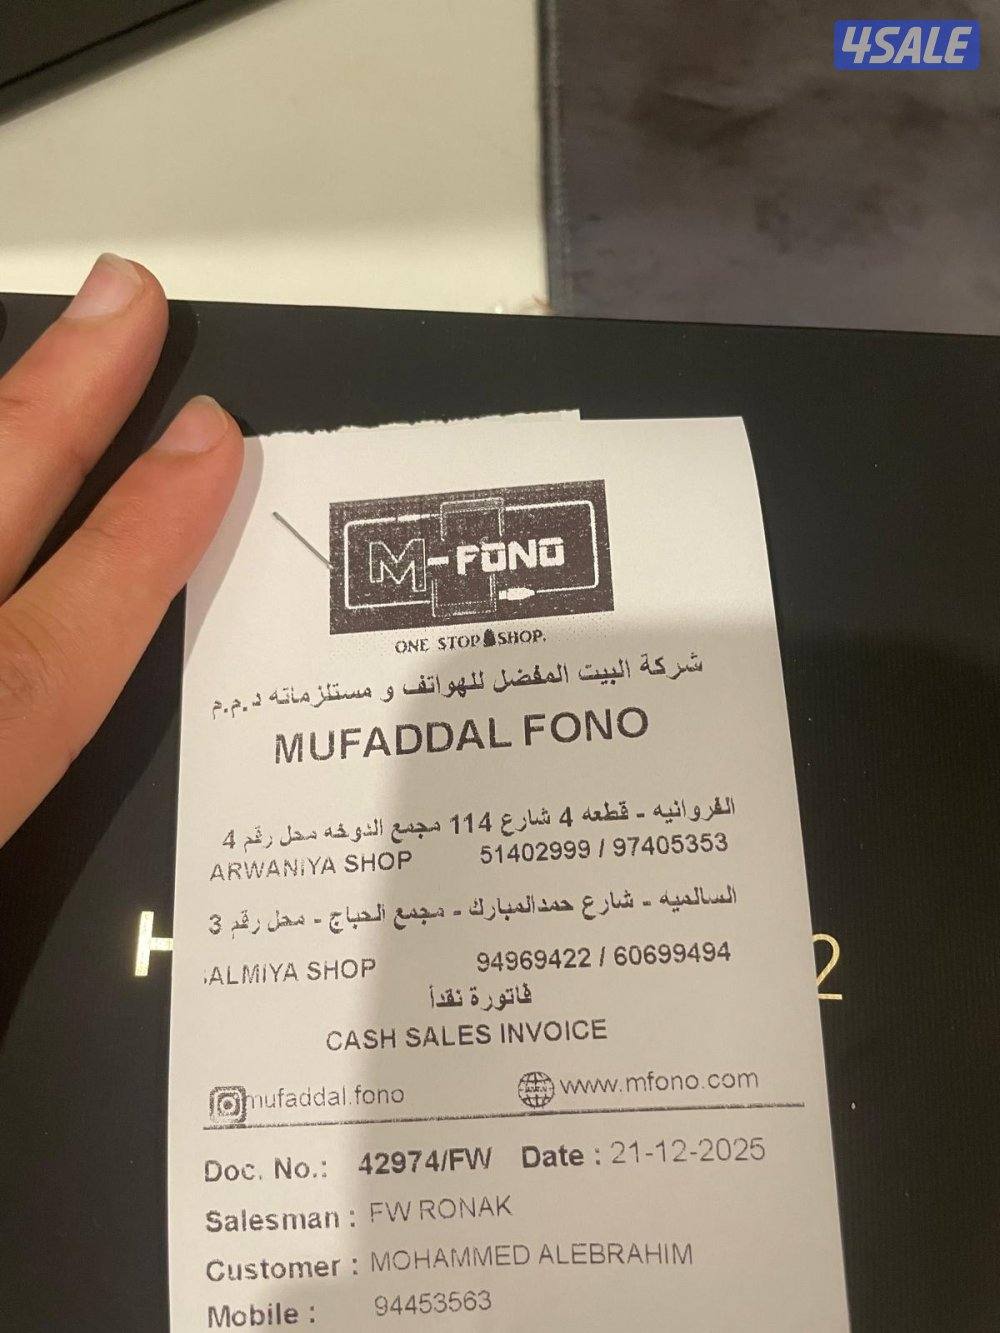 4SALE
M-FONO
ONE STOP SHOP.
شركة البيت المفضل للهواتف و مستلزماته ذ.م.م
MUFADDAL FONO
الفروانيه - قطعه 4 شارع 114 مجمع الدوخه محل رقم 4
ARWANIYA SHOP 51402999 / 97405353
السالميه - شارع حمدالمبارك - مجمع الحباج - محل رقم 3
SALMIYA SHOP 94969422 / 60699494
فاتورة نقداً
CASH SALES INVOICE
mufaddal.fono www.mfono.com
H 2
Doc. No.: 42974/FW Date : 21-12-2025
Salesman : FW RONAK
Customer : MOHAMMED ALEBRAHIM
Mobile : 94453563